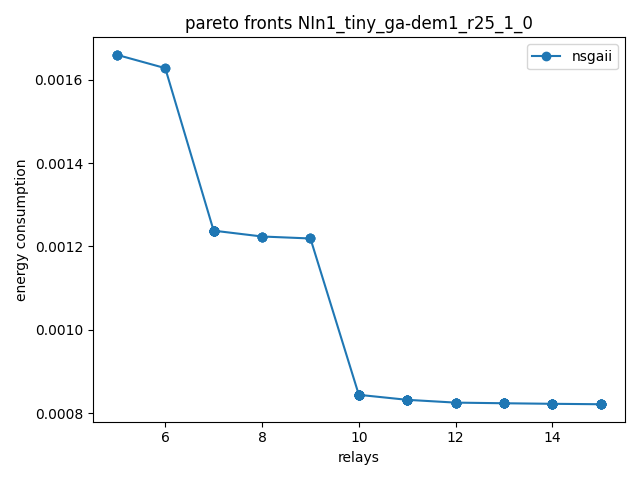 pareto fronts NIn1_tiny_ga-dem1_r25_1_0
nsgaii
0.0016
0.0014
0.0012
0.0010
0.0008
energy consumption
6 8 10 12 14
relays